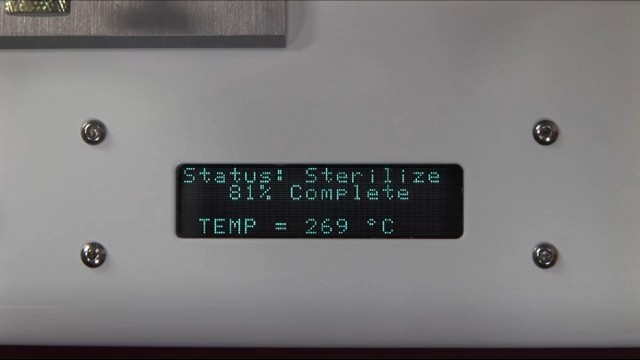 Status: Sterilize
81% Complete
TEMP = 269 °C